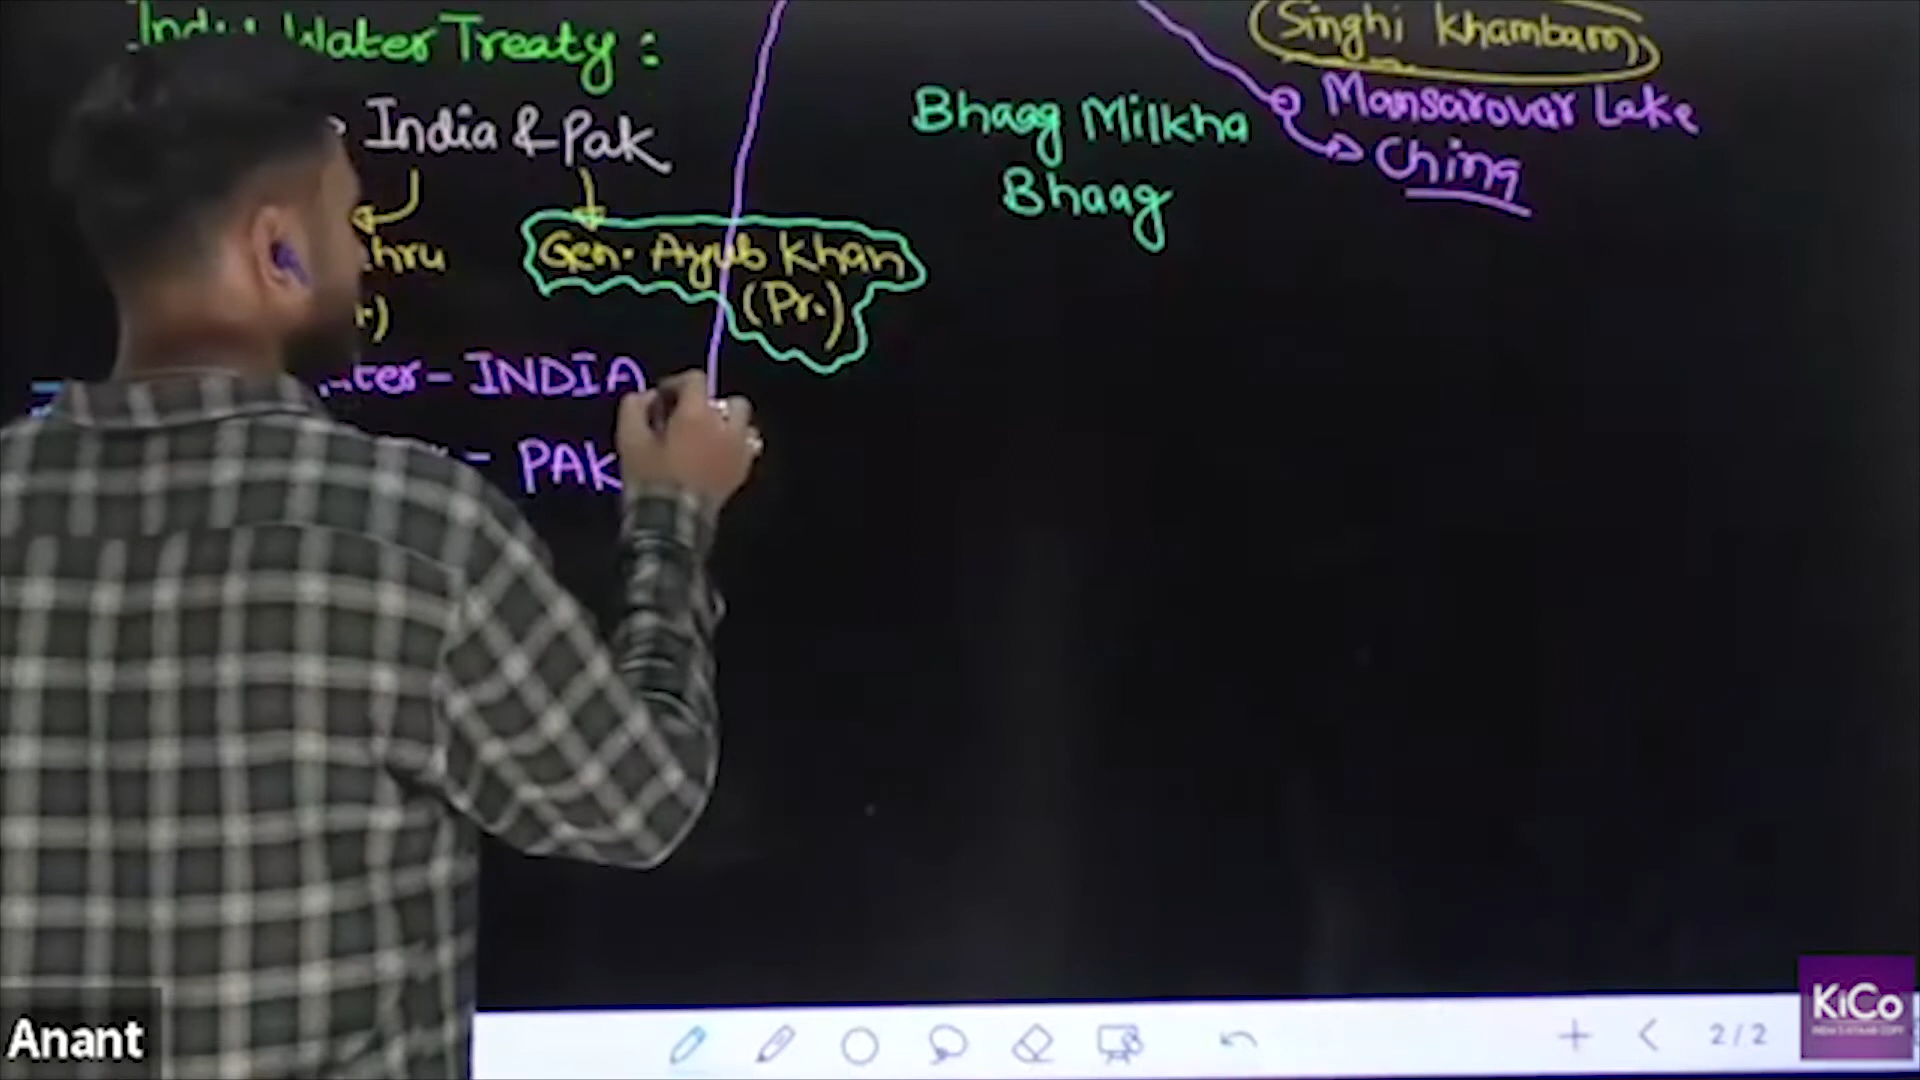 Water Treaty :
India & Pak
Gen. Ayub Khan
(Pr.)
- INDIA
- PAK
Bhaag Milkha
Bhaag
Singhi Khambam
Mansarovar Lake
China
Anant
2/2
KiCo